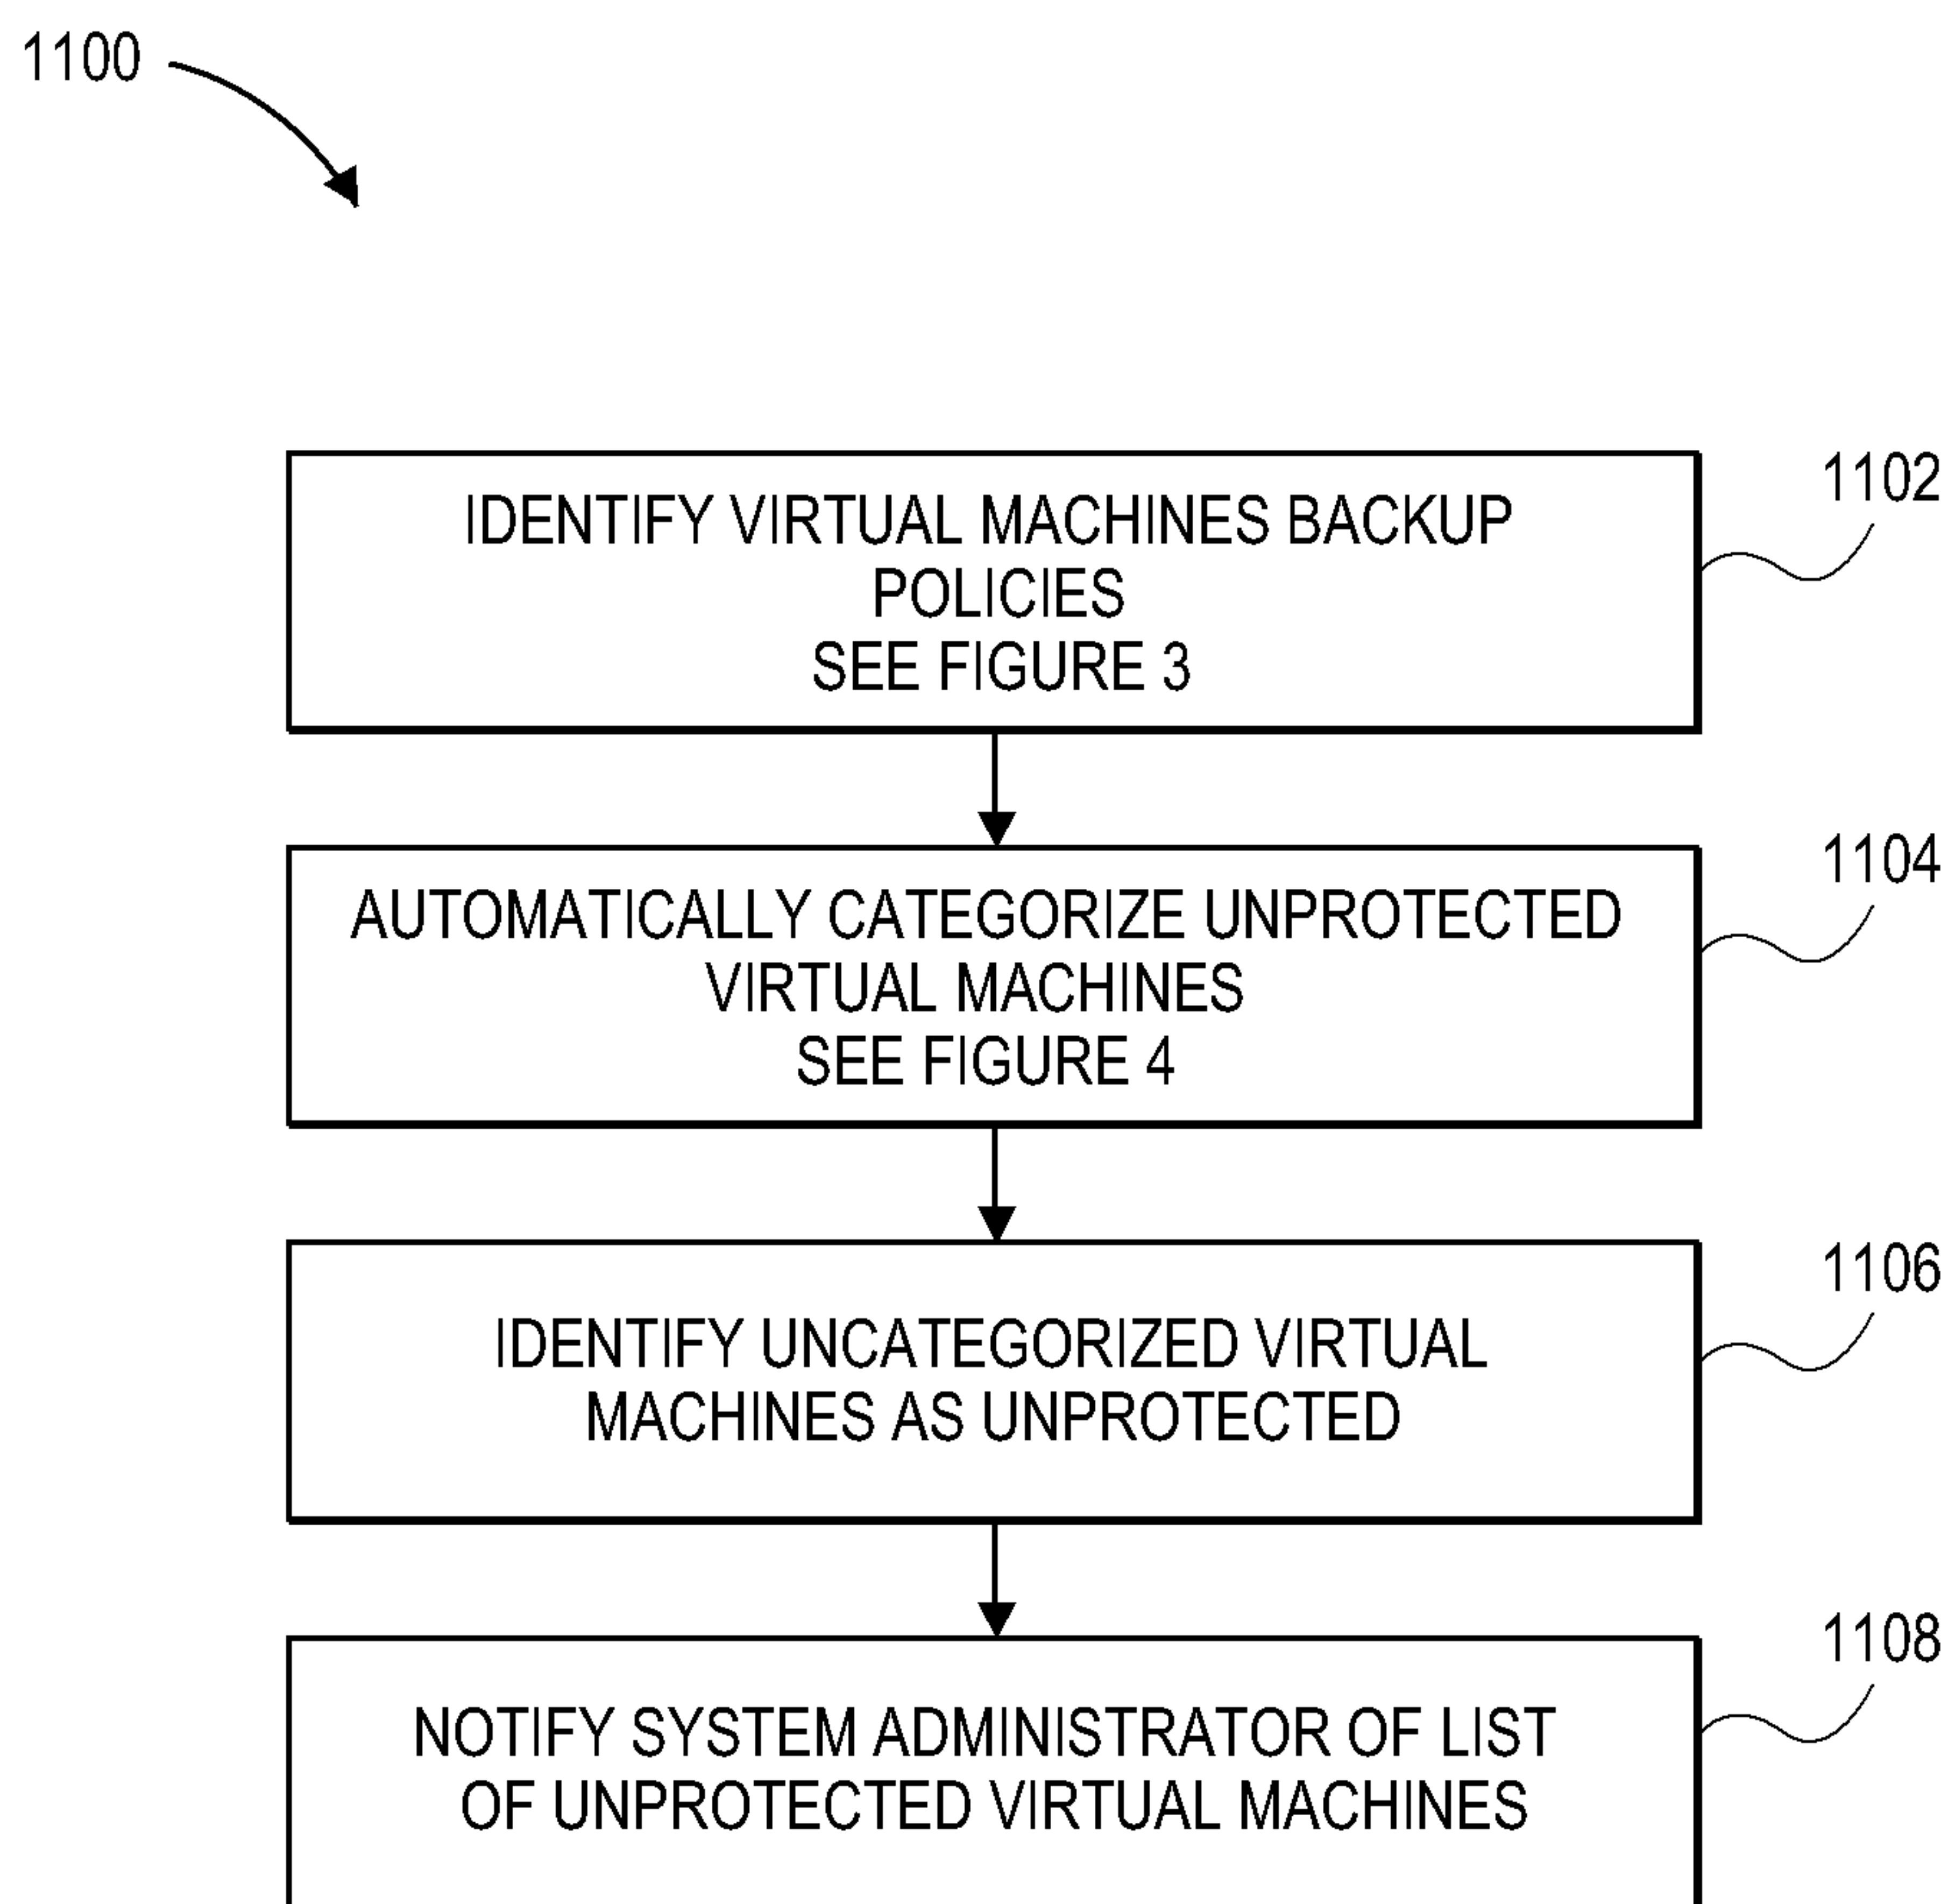 1100
IDENTIFY VIRTUAL MACHINES BACKUP
POLICIES
SEE FIGURE 3
1102
AUTOMATICALLY CATEGORIZE UNPROTECTED
VIRTUAL MACHINES
SEE FIGURE 4
1104
IDENTIFY UNCATEGORIZED VIRTUAL
MACHINES AS UNPROTECTED
1106
NOTIFY SYSTEM ADMINISTRATOR OF LIST
OF UNPROTECTED VIRTUAL MACHINES
1108